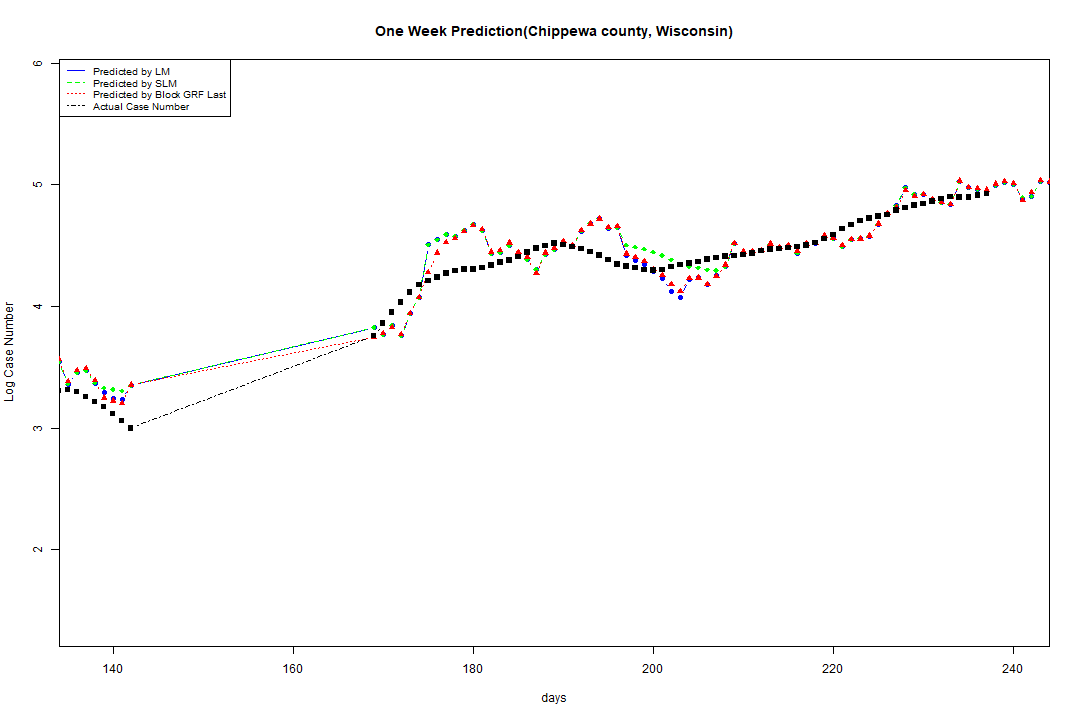 One Week Prediction(Chippewa county, Wisconsin)
Predicted by LM
Predicted by SLM
Predicted by Block GRF Last
Actual Case Number
6
5
4
3
2
Log Case Number
140 160 180 200 220 240
days